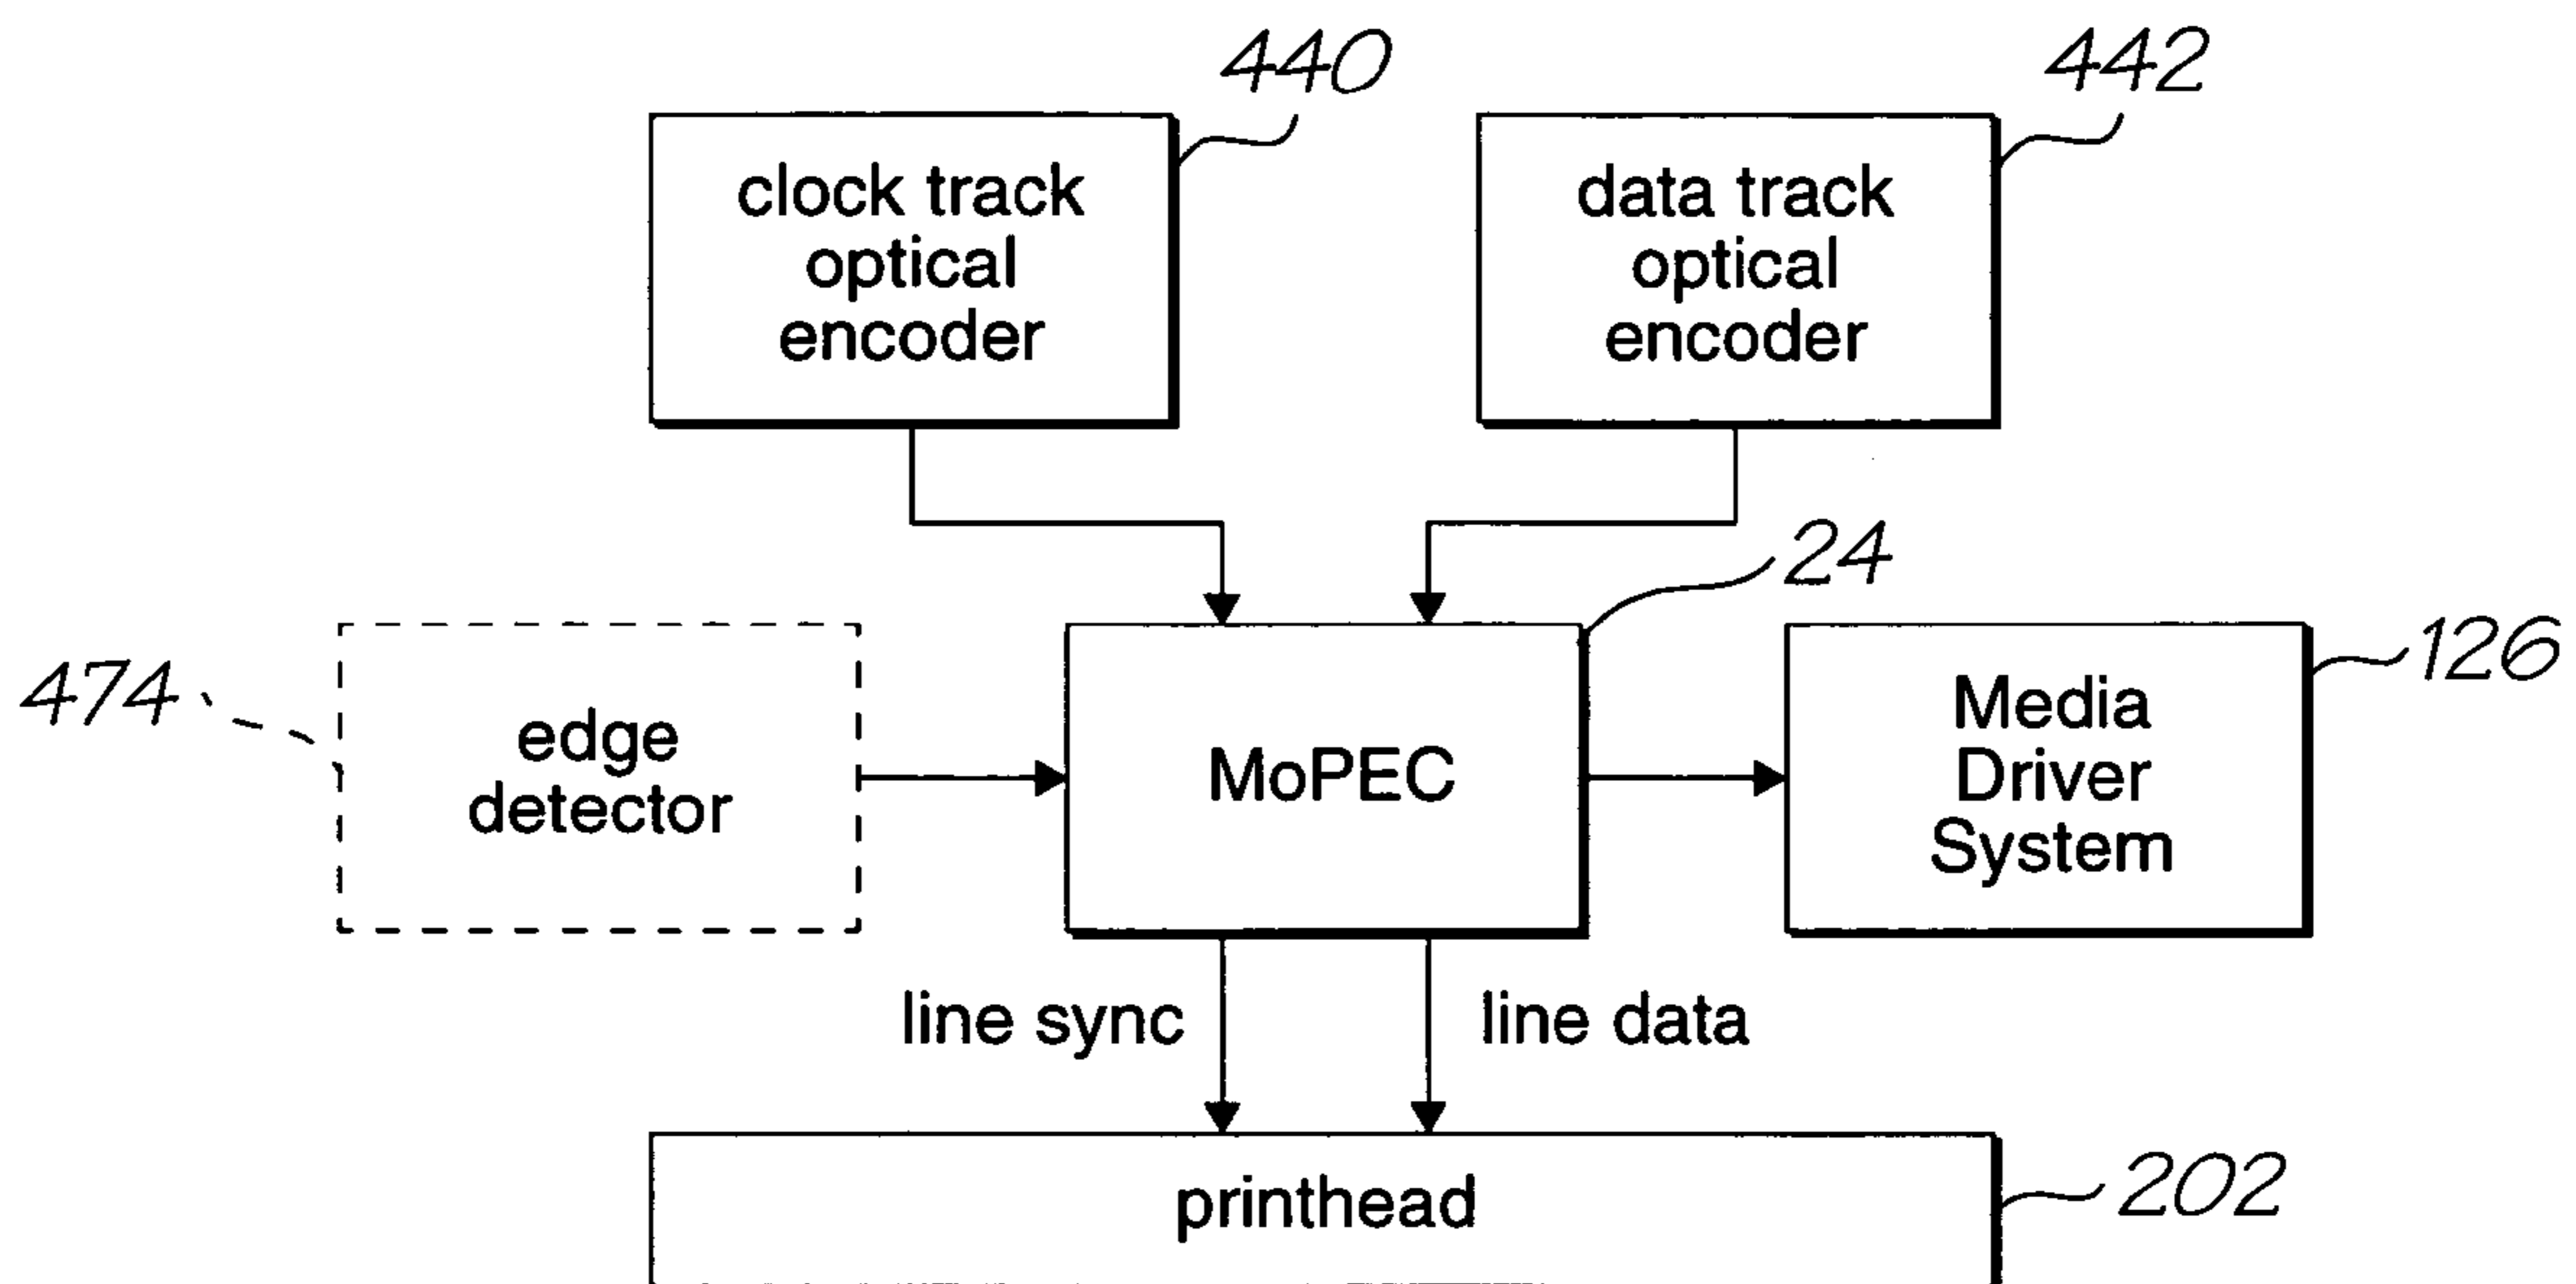 440
442
clock track
optical
encoder
data track
optical
encoder
24
474
edge
detector
MoPEC
Media
Driver
System
126
line sync
line data
printhead
202